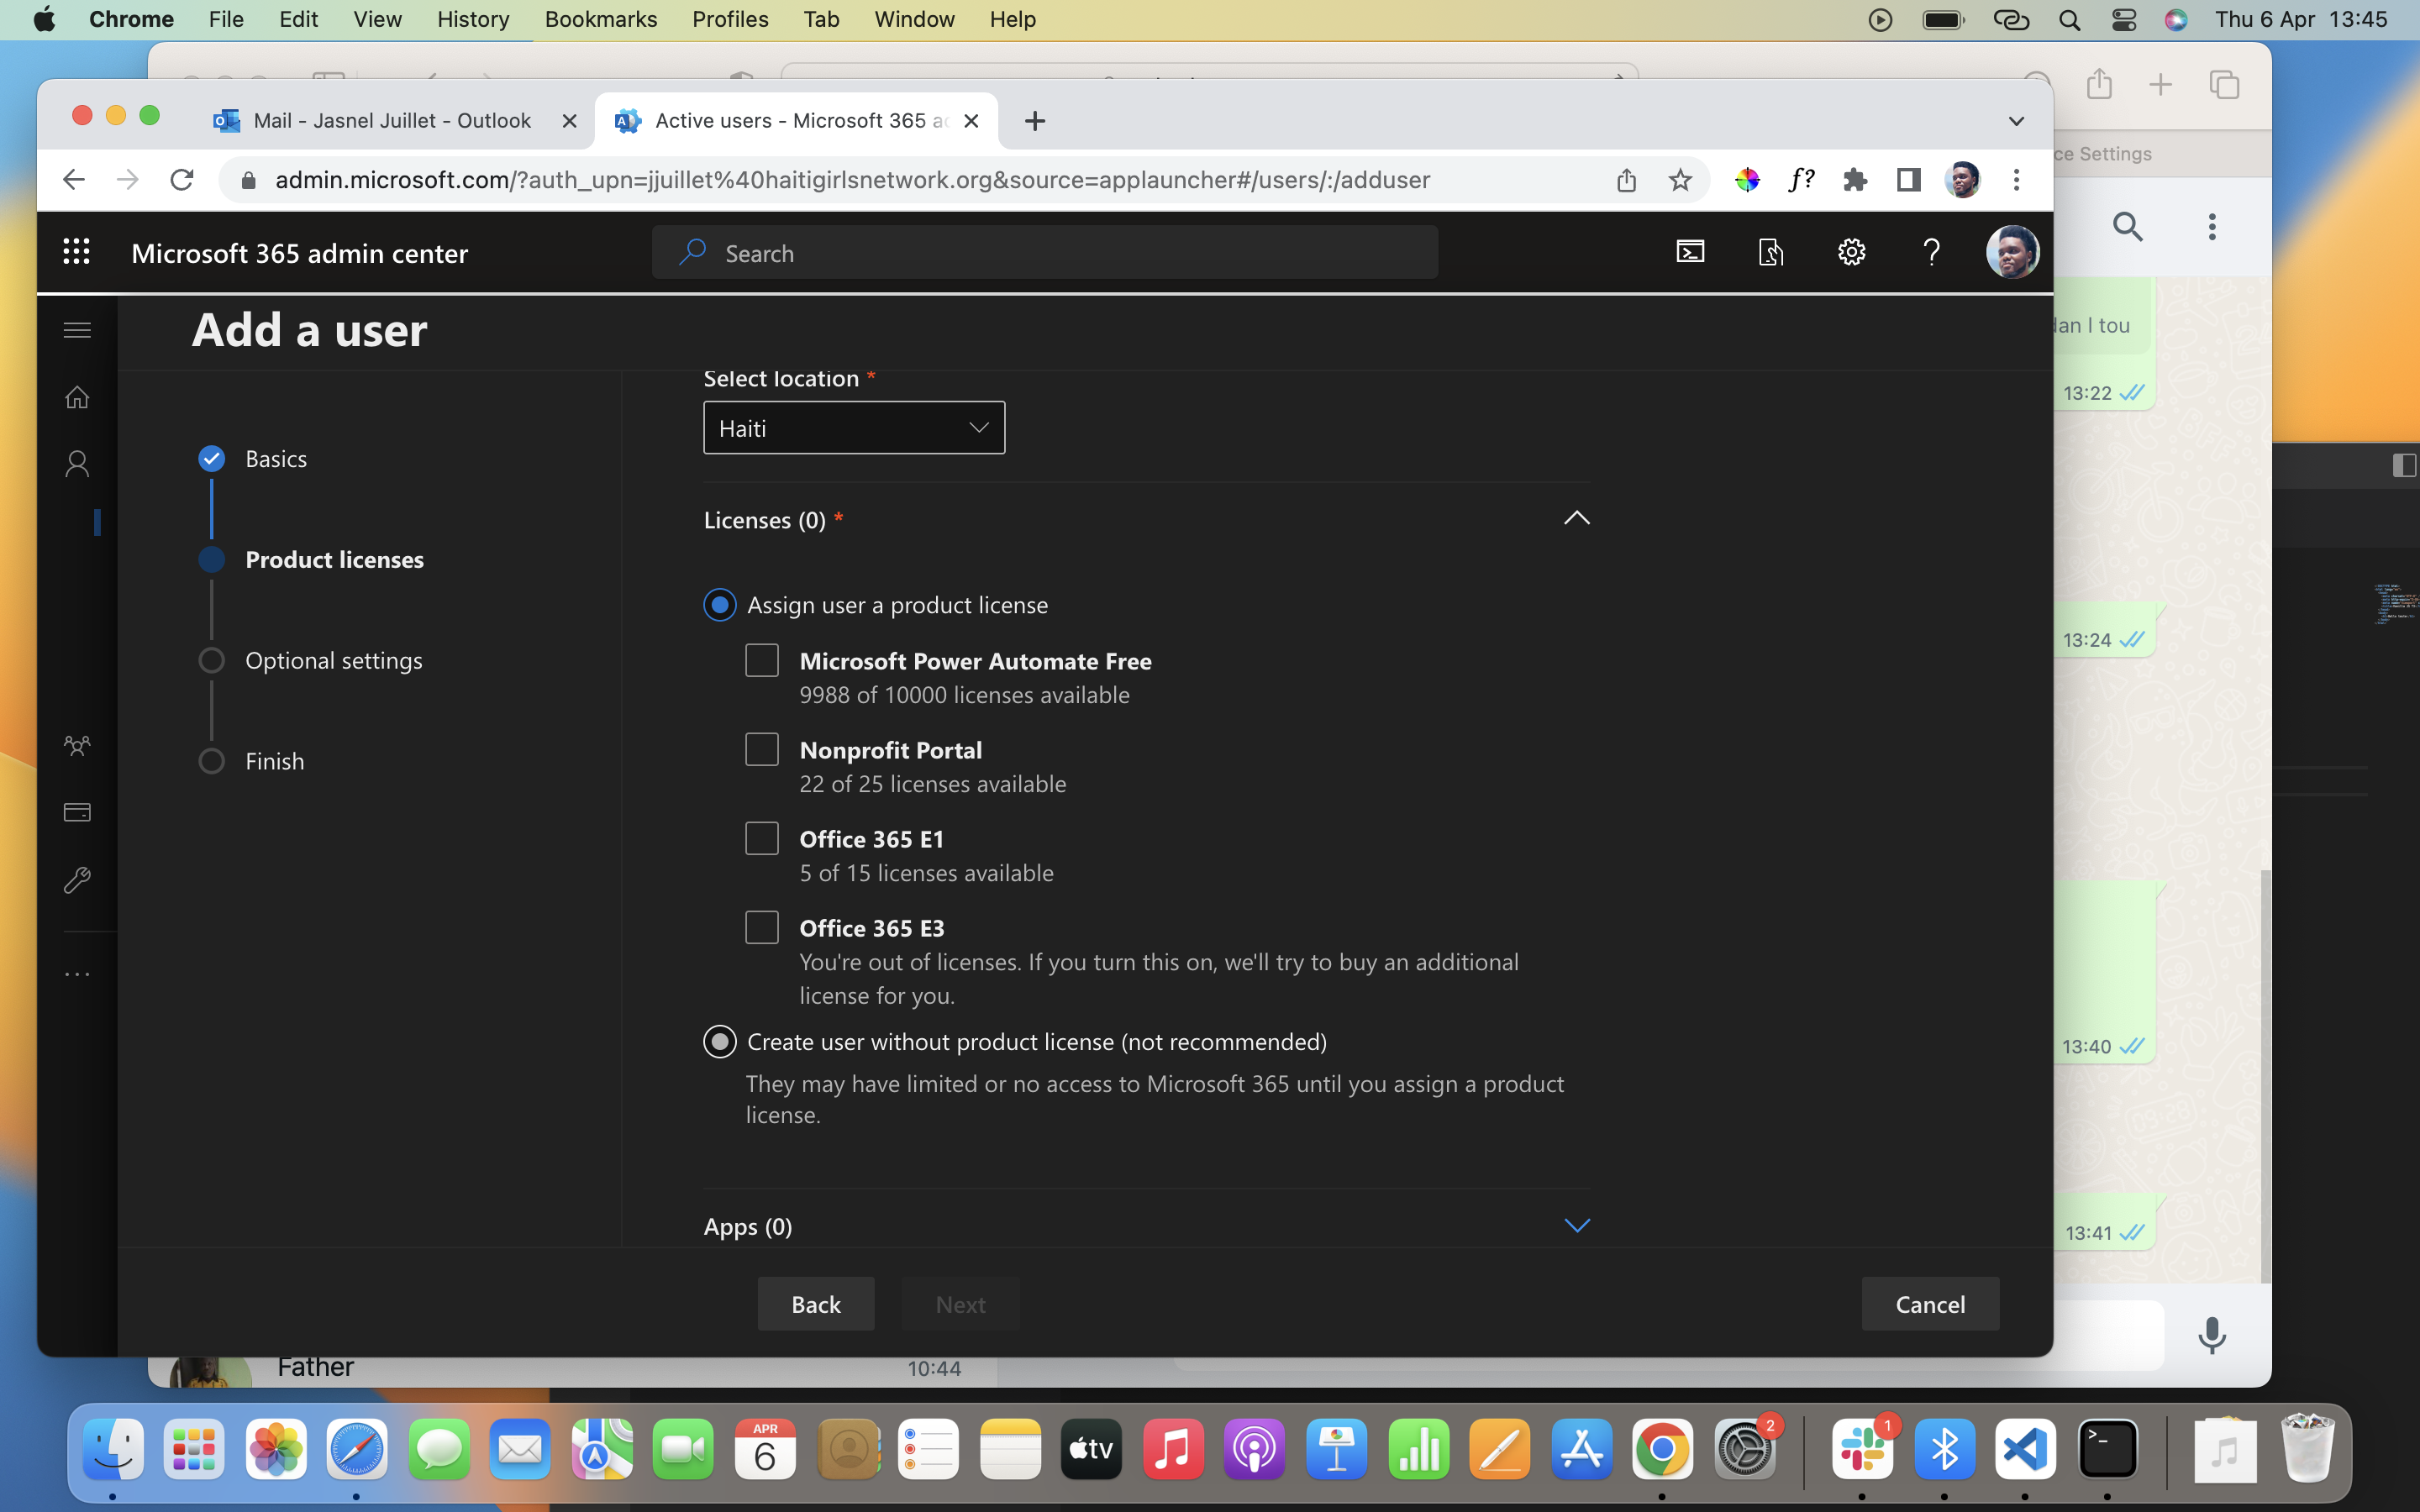 Chrome File Edit View History Bookmarks Profiles Tab Window Help Thu 6 Apr 13:45
Mail - Jasnel Juillet - Outlook
Active users - Microsoft 365 a
ce Settings
admin.microsoft.com/?auth_upn=jjuillet%40haitigirlsnetwork.org&source=applauncher#/users/:/adduser
ƒ?
Microsoft 365 admin center
Search
Add a user
dan l tou
13:22
13:24
13:40
13:41
Basics
Product licenses
Optional settings
Finish
Select location *
Haiti
Licenses (0) *
Assign user a product license
Microsoft Power Automate Free
9988 of 10000 licenses available
Nonprofit Portal
22 of 25 licenses available
Office 365 E1
5 of 15 licenses available
Office 365 E3
You're out of licenses. If you turn this on, we'll try to buy an additional
license for you.
Create user without product license (not recommended)
They may have limited or no access to Microsoft 365 until you assign a product
license.
Apps (0)
Back Next Cancel
Father 10:44
APR
6
tv
2
1